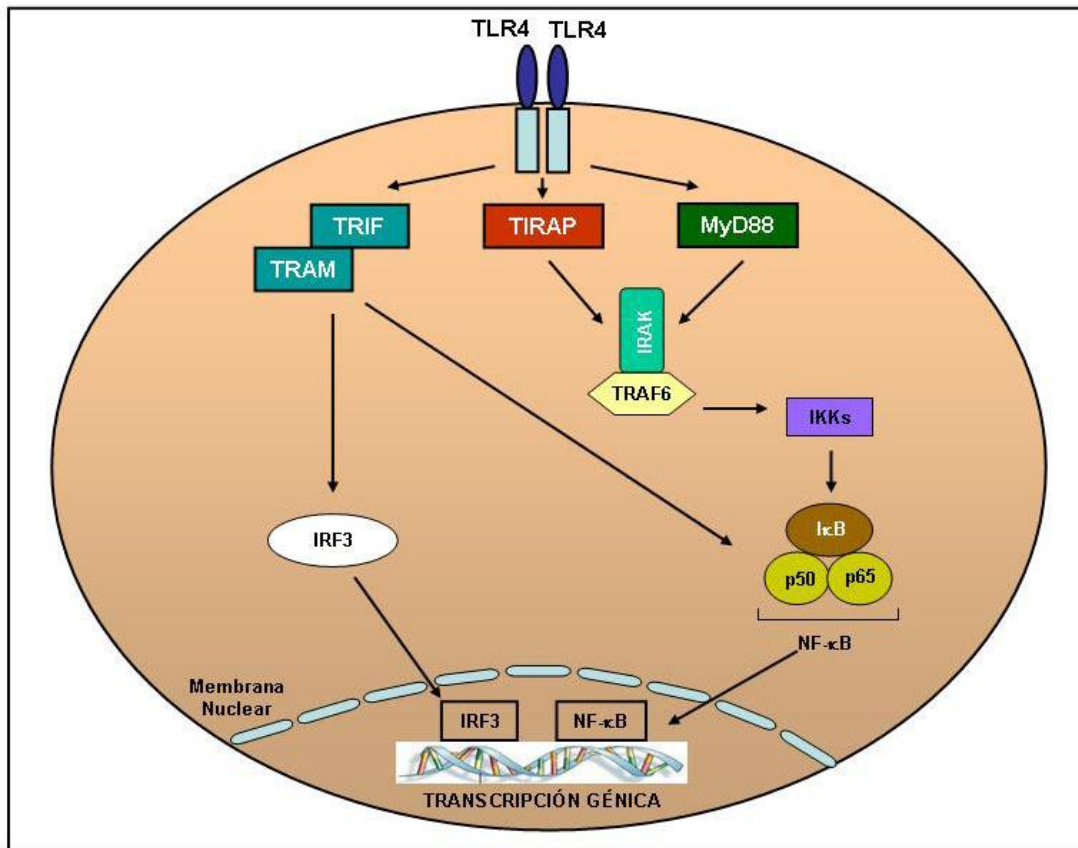 TLR4 TLR4
TRIF
TIRAP
MyD88
TRAM
IRAK
TRAF6
IKKs
IκB
IRF3
p50 p65
NF-κB
Membrana
Nuclear
IRF3
NF-κB
TRANSCRIPCIÓN GÉNICA